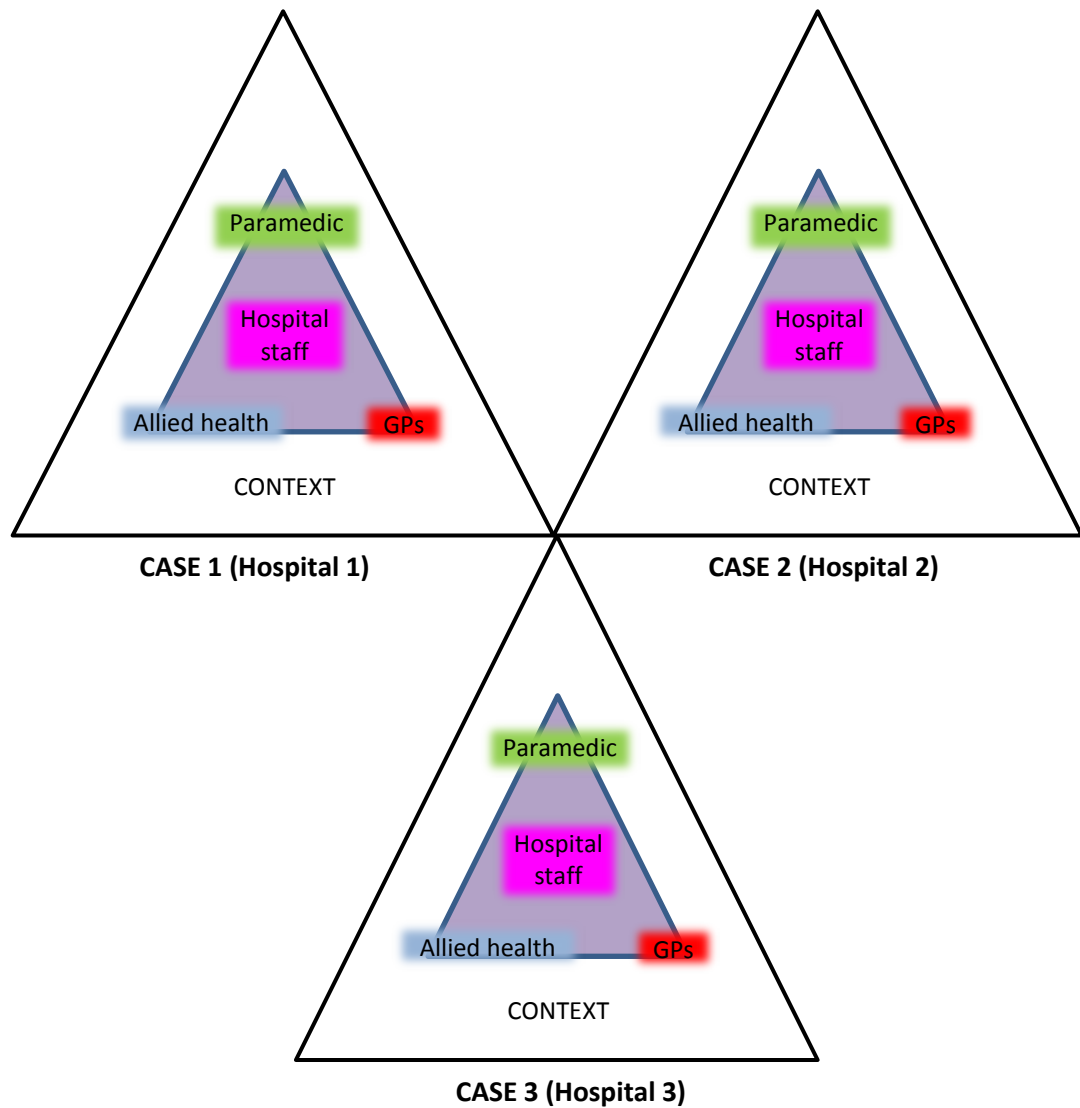 Paramedic
Hospital
staff
Allied health
GPs
CONTEXT
CASE 1 (Hospital 1)
Paramedic
Hospital
staff
Allied health
GPs
CONTEXT
CASE 2 (Hospital 2)
Paramedic
Hospital
staff
Allied health
GPs
CONTEXT
CASE 3 (Hospital 3)